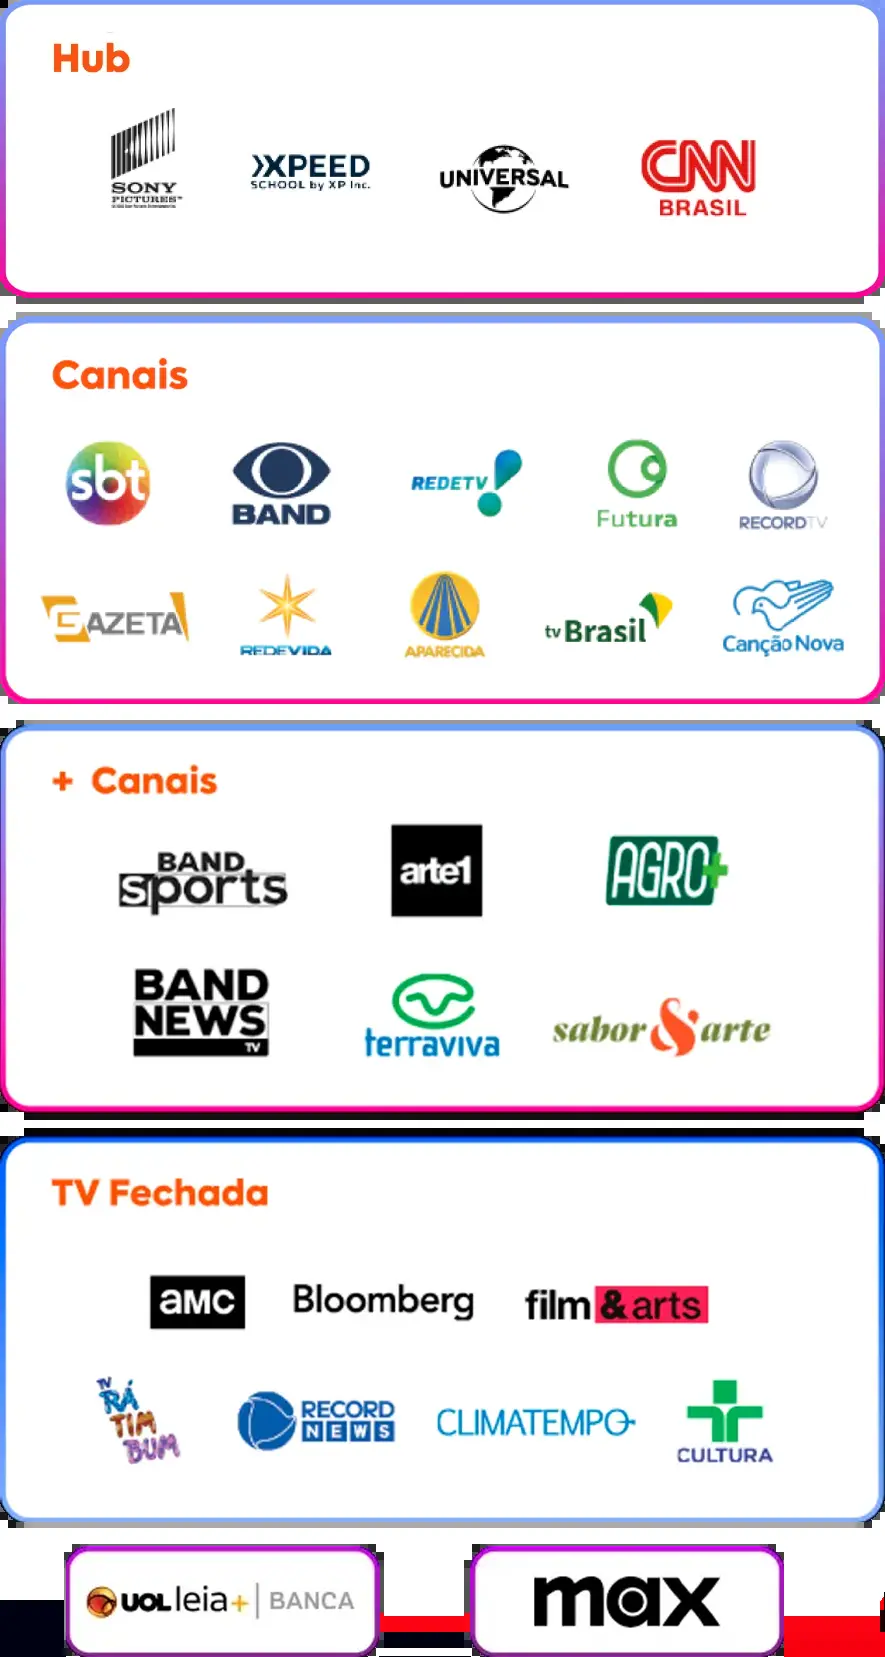 Hub
SONY
PICTURES
XPEED
SCHOOL by XP Inc.
UNIVERSAL
CNN
BRASIL
Canais
sbt
BAND
REDETV
Futura
RECORDTV
GAZETA
REDEVIDA
APARECIDA
tv Brasil
Canção Nova
+ Canais
BAND
sports
arte1
AGRO+
BAND
NEWS
TV
terraviva
sabor & arte
TV Fechada
aMC
Bloomberg
film & arts
TV
RÁ
TIM
BUM
RECORD
NEWS
CLIMATEMPO
CULTURA
UOL leia+ | BANCA
max